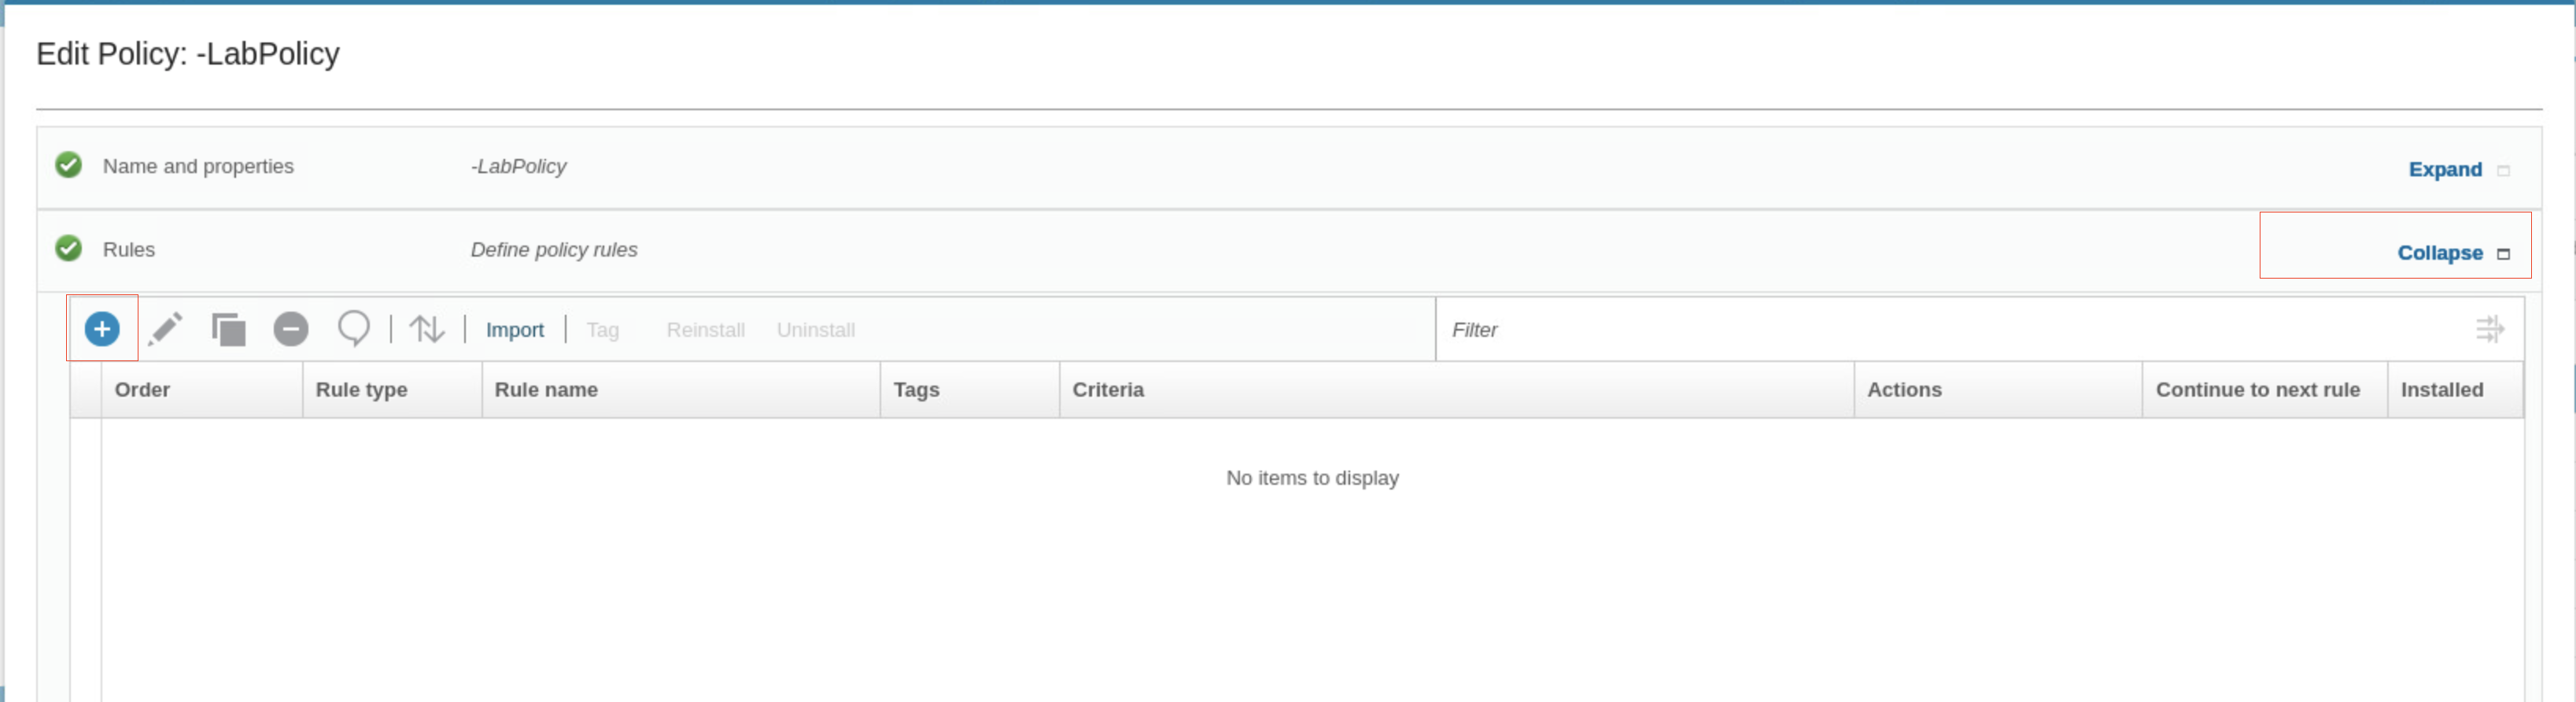 Edit Policy: -LabPolicy
Name and properties -LabPolicy Expand
Rules Define policy rules Collapse
Import Tag Reinstall Uninstall Filter
Order Rule type Rule name Tags Criteria Actions Continue to next rule Installed
No items to display